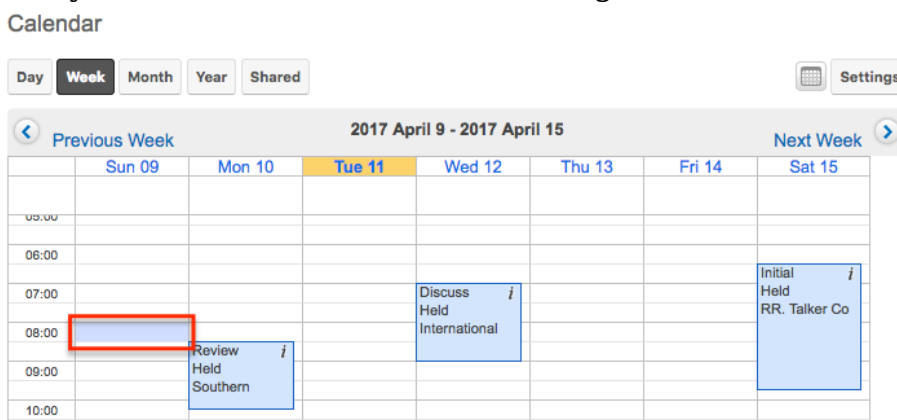 Calendar
Day Week Month Year Shared Settings
Previous Week 2017 April 9 - 2017 April 15 Next Week
Sun 09 Mon 10 Tue 11 Wed 12 Thu 13 Fri 14 Sat 15
05:00
06:00
Initial i
07:00 Discuss i Held
Held RR. Talker Co
08:00 International
Review i
09:00 Held
Southern
10:00